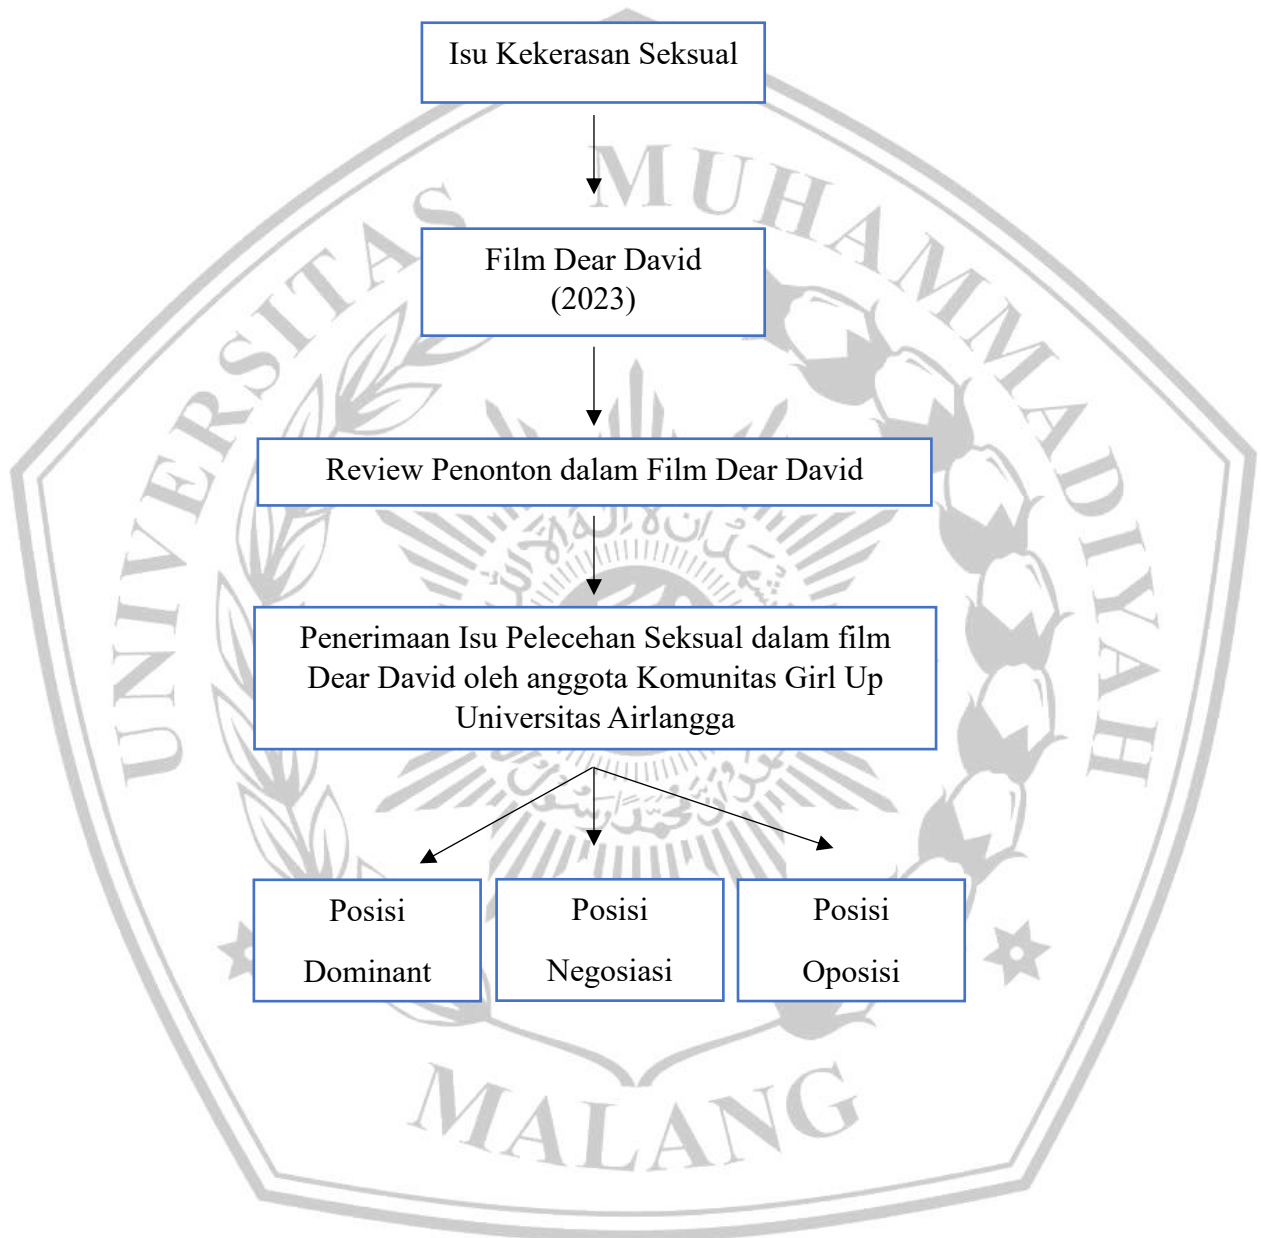 Isu Kekerasan Seksual
Film Dear David
(2023)
Review Penonton dalam Film Dear David
Penerimaan Isu Pelecehan Seksual dalam film
Dear David oleh anggota Komunitas Girl Up
Universitas Airlangga
Posisi
Dominant
Posisi
Negosiasi
Posisi
Oposisi
UNIVERSITAS MUHAMMADIYAH
MALANG